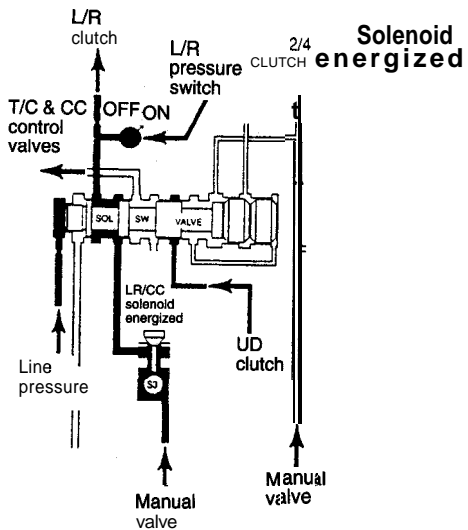 L/R
clutch
L/R
pressure
switch
2/4
CLUTCH
Solenoid
energized
T/C & CC
control
valves
OFF ON
t
SOL
SW
VALVE
LR/CC
solenoid
energized
UD
clutch
Line
pressure
S3
Manual
valve
Manual
valve